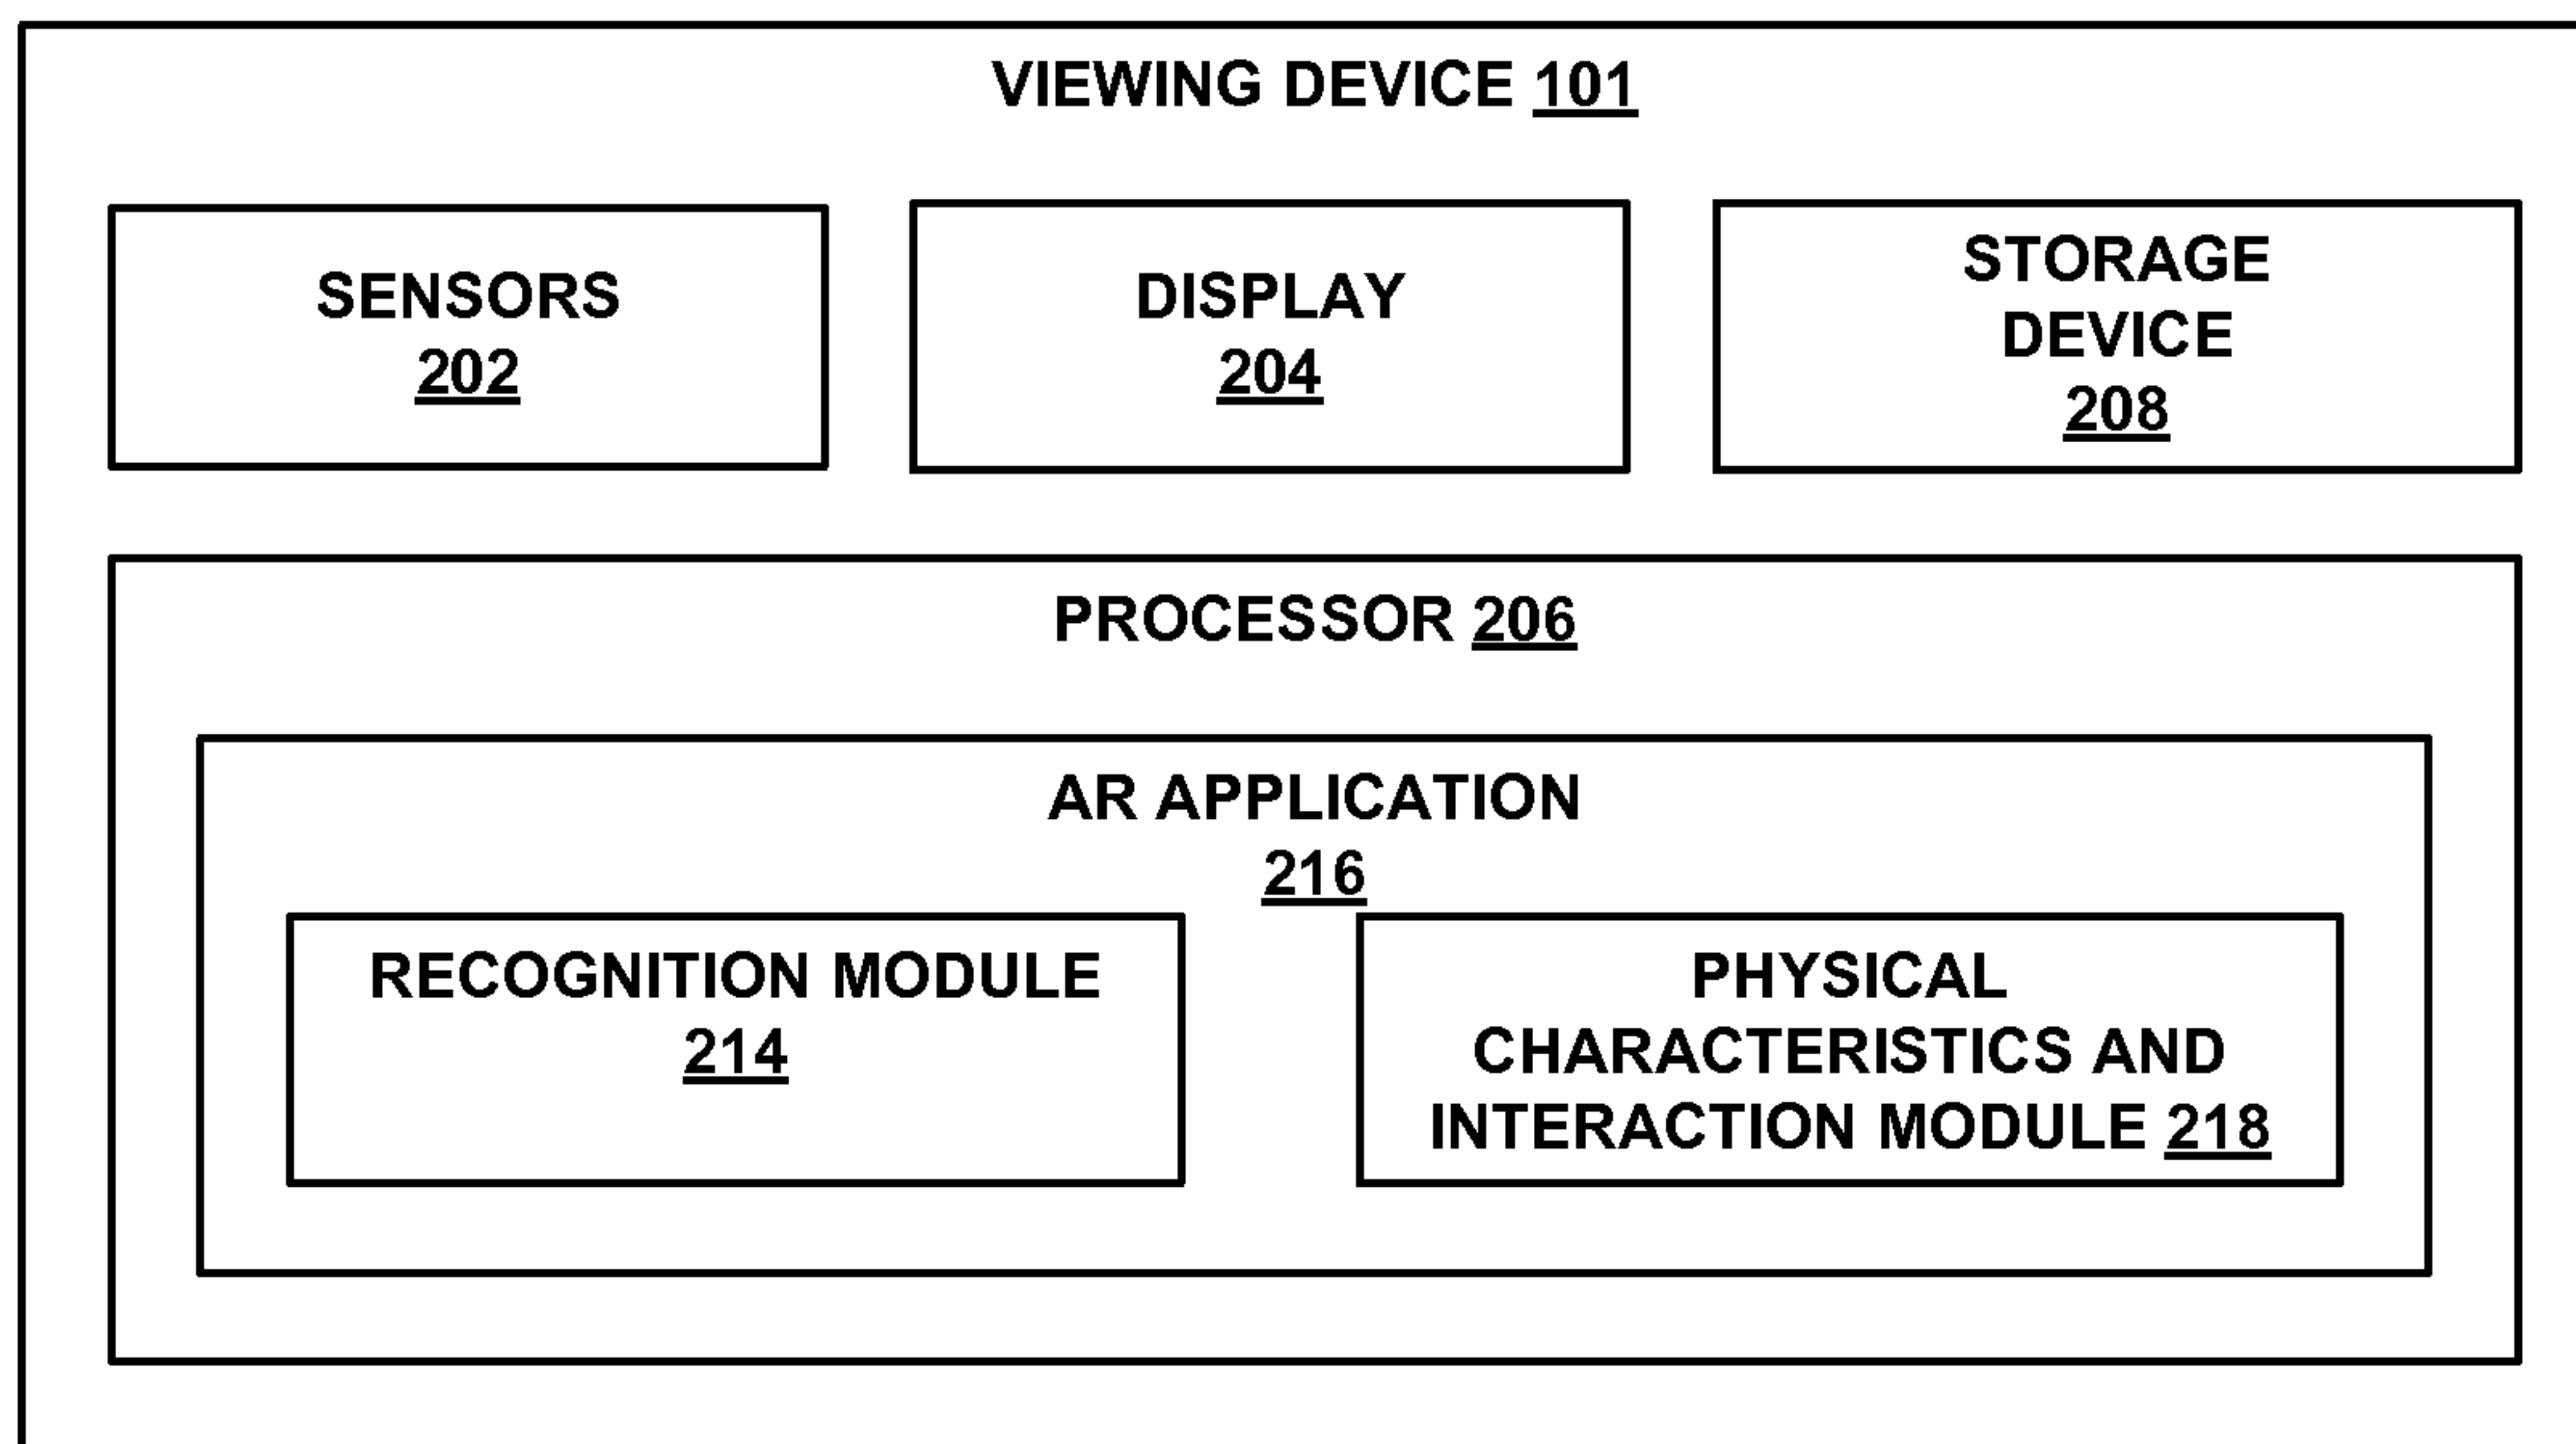 VIEWING DEVICE 101
SENSORS
202
DISPLAY
204
STORAGE
DEVICE
208
PROCESSOR 206
AR APPLICATION
216
RECOGNITION MODULE
214
PHYSICAL
CHARACTERISTICS AND
INTERACTION MODULE 218